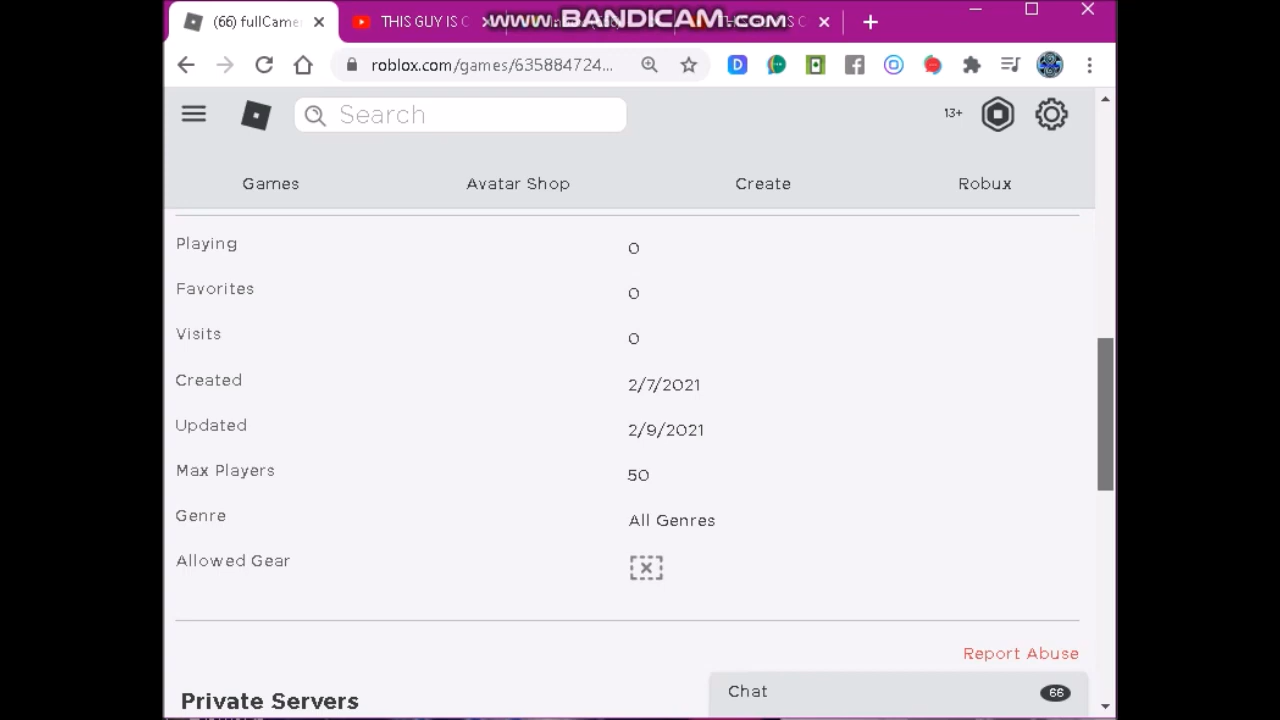 (66) fullCame
THIS GUY IS C
www.BANDICAM.com
roblox.com/games/635884724...
Search
13+
Games
Avatar Shop
Create
Robux
Playing
0
Favorites
0
Visits
0
Created
2/7/2021
Updated
2/9/2021
Max Players
50
Genre
All Genres
Allowed Gear
Report Abuse
Private Servers
Chat
66